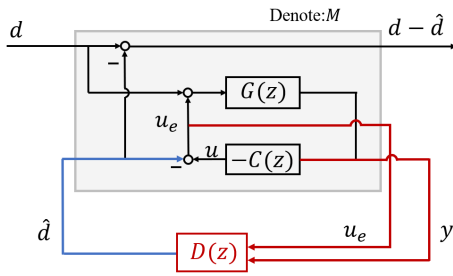 Denote:M
d
d − d̂
−
G(z)
u_e
u
−C(z)
−
d̂
u_e
y
D(z)